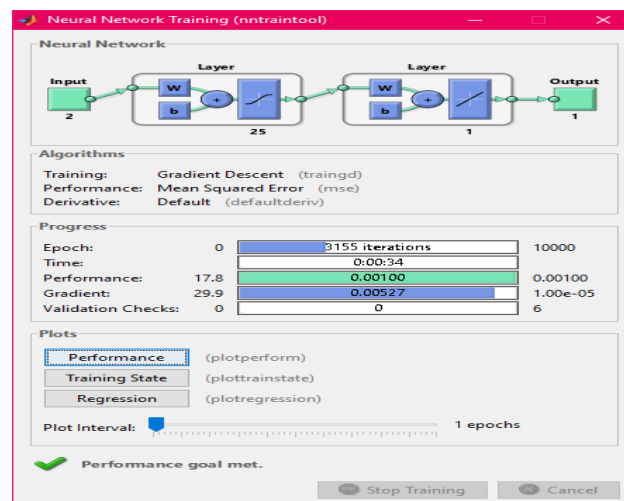 Neural Network Training (nntraintool)
Neural Network
Layer Layer
Input Output
W W
b b
2 25 1 1
Algorithms
Training: Gradient Descent (traingd)
Performance: Mean Squared Error (mse)
Derivative: Default (defaultderiv)
Progress
Epoch: 0 3155 iterations 10000
Time: 0:00:34
Performance: 17.8 0.00100 0.00100
Gradient: 29.9 0.00527 1.00e-05
Validation Checks: 0 0 6
Plots
Performance (plotperform)
Training State (plottrainstate)
Regression (plotregression)
Plot Interval: 1 epochs
Performance goal met.
Stop Training Cancel